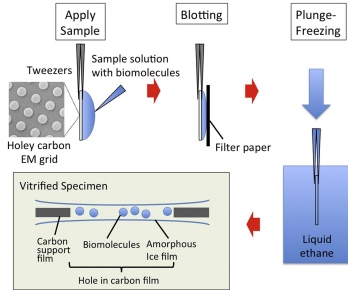 Apply
Sample
Blotting
Plunge-
Freezing
Tweezers
Sample solution
with biomolecules
Holey carbon
EM grid
Filter paper
Vitrified Specimen
Carbon
support
film
Biomolecules
Amorphous
Ice film
Hole in carbon film
Liquid
ethane